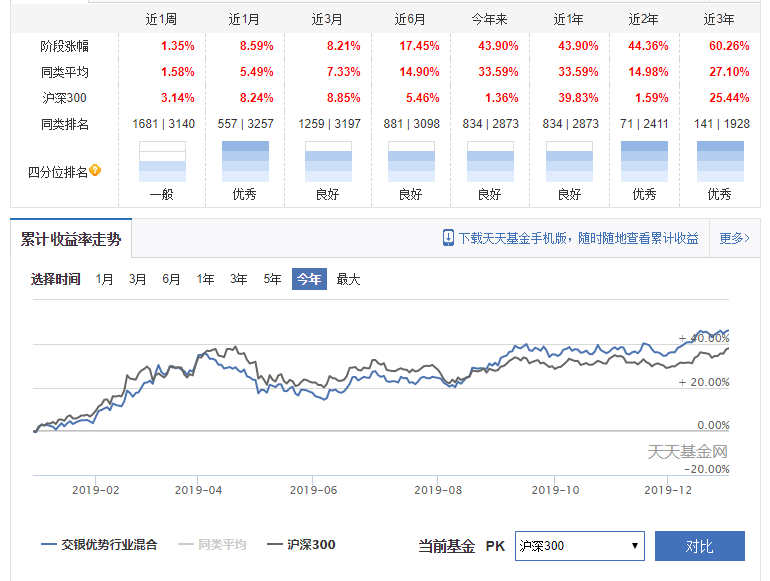 近1周 近1月 近3月 近6月 今年来 近1年 近2年 近3年
阶段涨幅 1.35% 8.59% 8.21% 17.45% 43.90% 43.90% 44.36% 60.26%
同类平均 1.58% 5.49% 7.33% 14.90% 33.59% 33.59% 14.98% 27.10%
沪深300 3.14% 8.24% 8.85% 5.46% 1.36% 39.83% 1.59% 25.44%
同类排名 1681 | 3140 557 | 3257 1259 | 3197 881 | 3098 834 | 2873 834 | 2873 71 | 2411 141 | 1928
四分位排名?
一般 优秀 良好 良好 良好 良好 优秀 优秀
累计收益率走势 下载天天基金手机版，随时随地查看累计收益 更多>
选择时间 1月 3月 6月 1年 3年 5年 今年 最大
+ 40.00%
+ 20.00%
0.00%
天天基金网
-20.00%
2019-02 2019-04 2019-06 2019-08 2019-10 2019-12
交银优势行业混合 同类平均 沪深300 当前基金 PK 沪深300 ▼ 对比